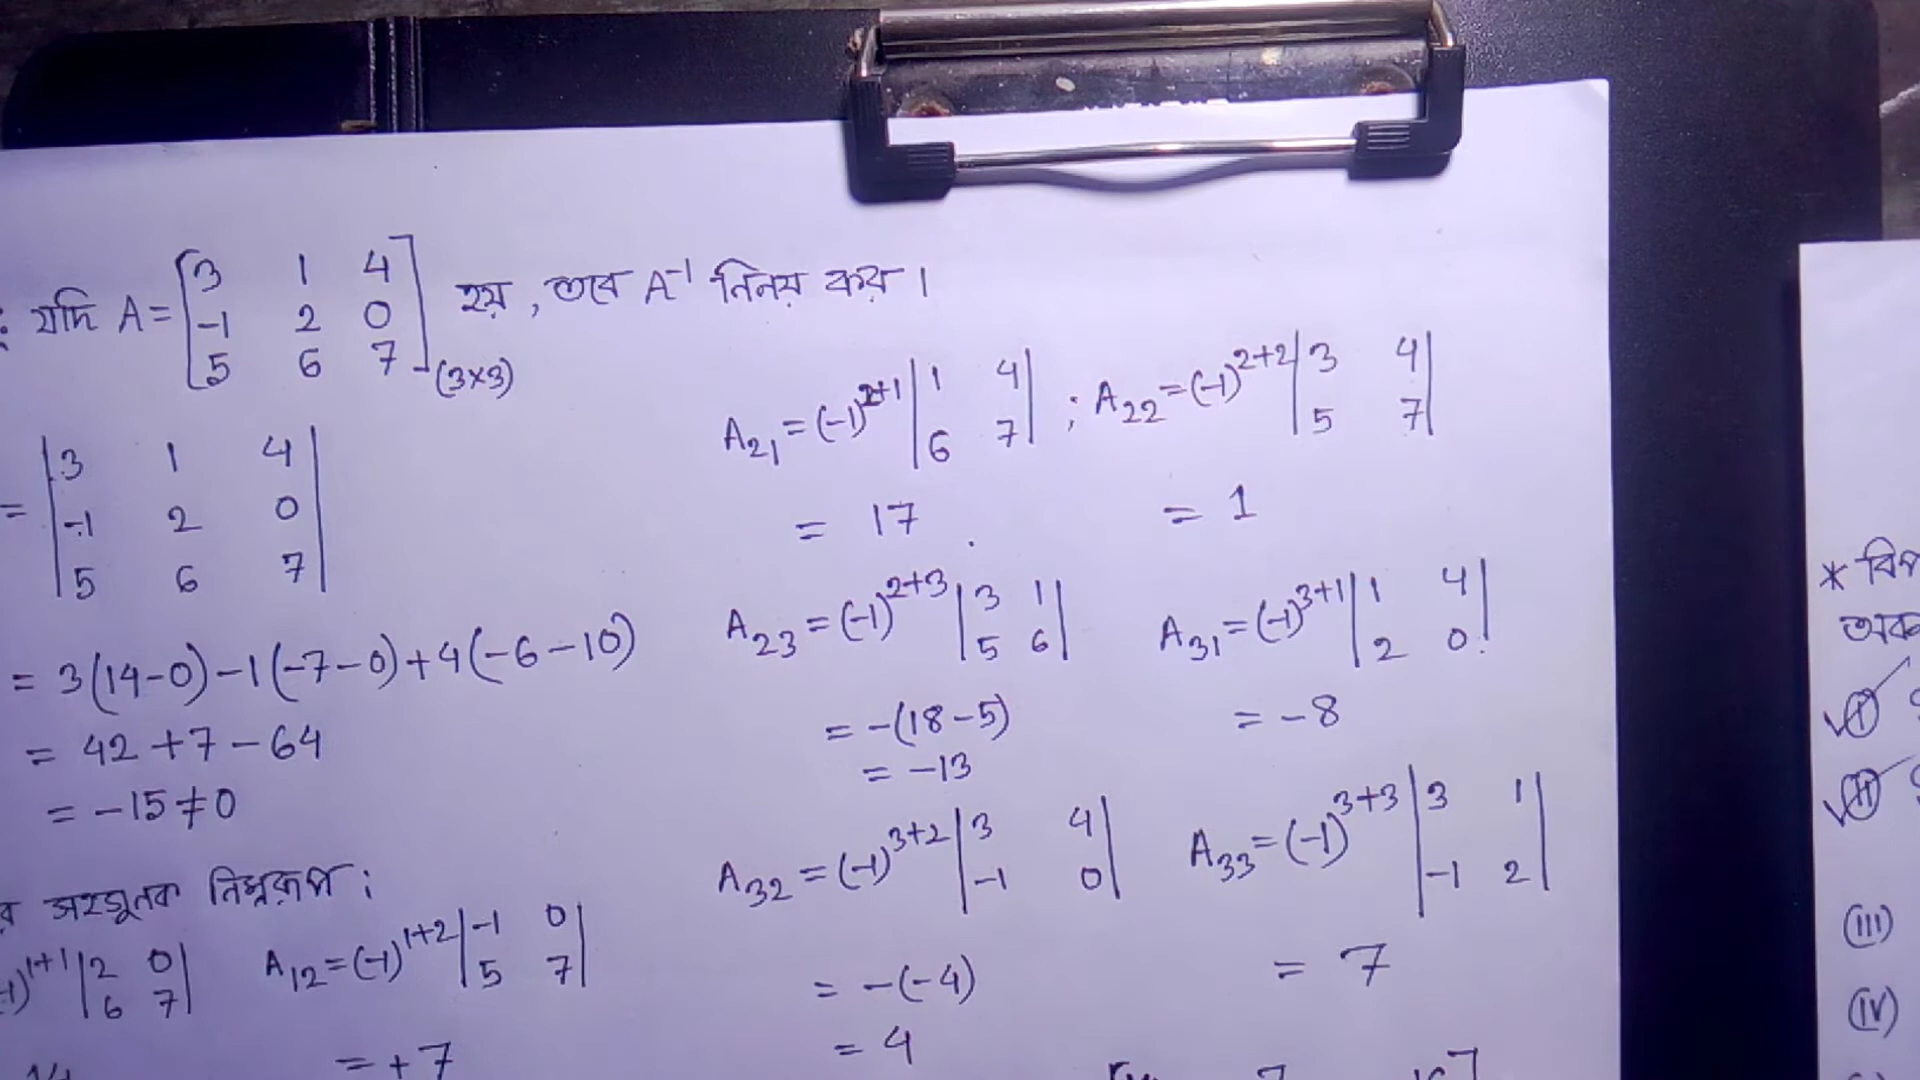 : যদি A = [3 1 4
-1 2 0
5 6 7](3×3) হয়, তবে A⁻¹ নিনয় কর।
= |3 1 4
-1 2 0
5 6 7|
= 3(14-0)-1(-7-0)+4(-6-10)
= 42+7-64
= -15≠0
র সহগুনক নিম্নরূপ:
-1)¹⁺¹|2 0
6 7| A₁₂=(-1)¹⁺²|-1 0
5 7|
= +7
A₂₁=(-1)²⁺¹|1 4
6 7| ; A₂₂=(-1)²⁺²|3 4
5 7|
= 17 = 1
A₂₃=(-1)²⁺³|3 1
5 6| A₃₁=(-1)³⁺¹|1 4
2 0|
= -(18-5) = -8
= -13
A₃₂=(-1)³⁺²|3 4
-1 0| A₃₃=(-1)³⁺³|3 1
-1 2|
= -(-4) = 7
= 4
* বিপ
অব
(I)
(II)
(III)
(IV)